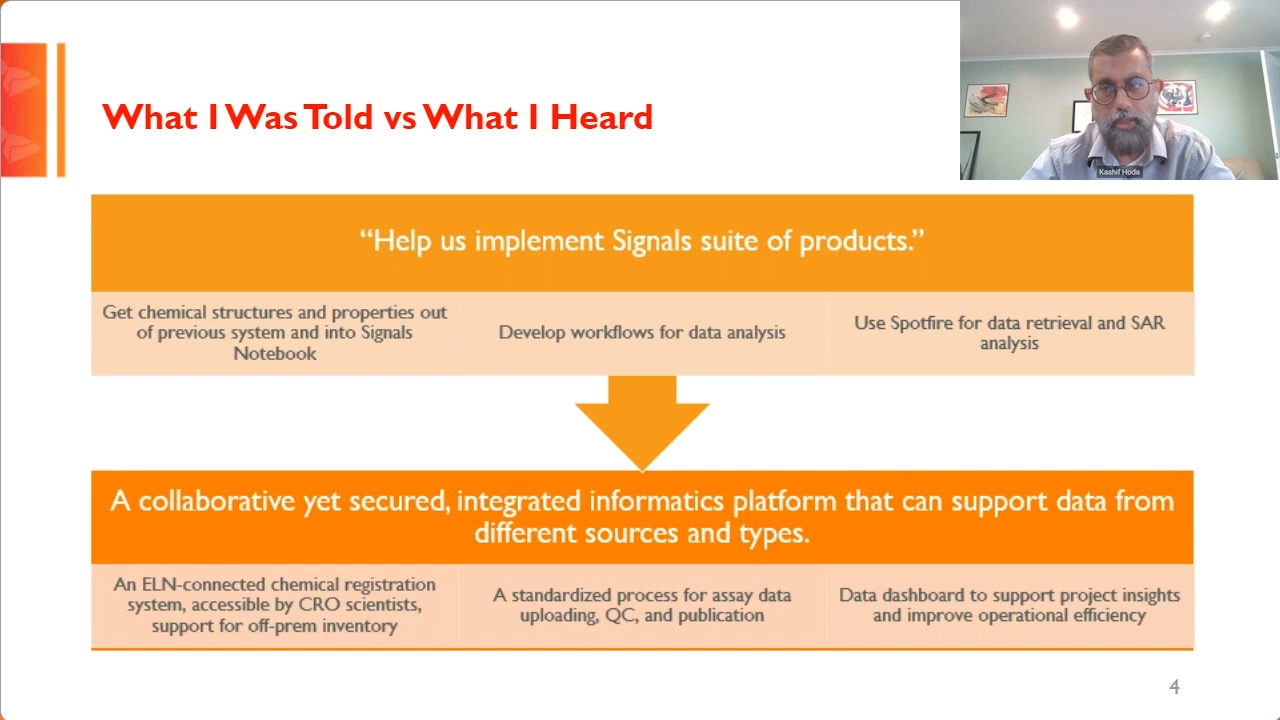 What I Was Told vs What I Heard
Kashif Hoda
“Help us implement Signals suite of products.”
Get chemical structures and properties out
of previous system and into Signals
Notebook
Develop workflows for data analysis
Use Spotfire for data retrieval and SAR
analysis
A collaborative yet secured, integrated informatics platform that can support data from
different sources and types.
An ELN-connected chemical registration
system, accessible by CRO scientists,
support for off-prem inventory
A standardized process for assay data
uploading, QC, and publication
Data dashboard to support project insights
and improve operational efficiency
4